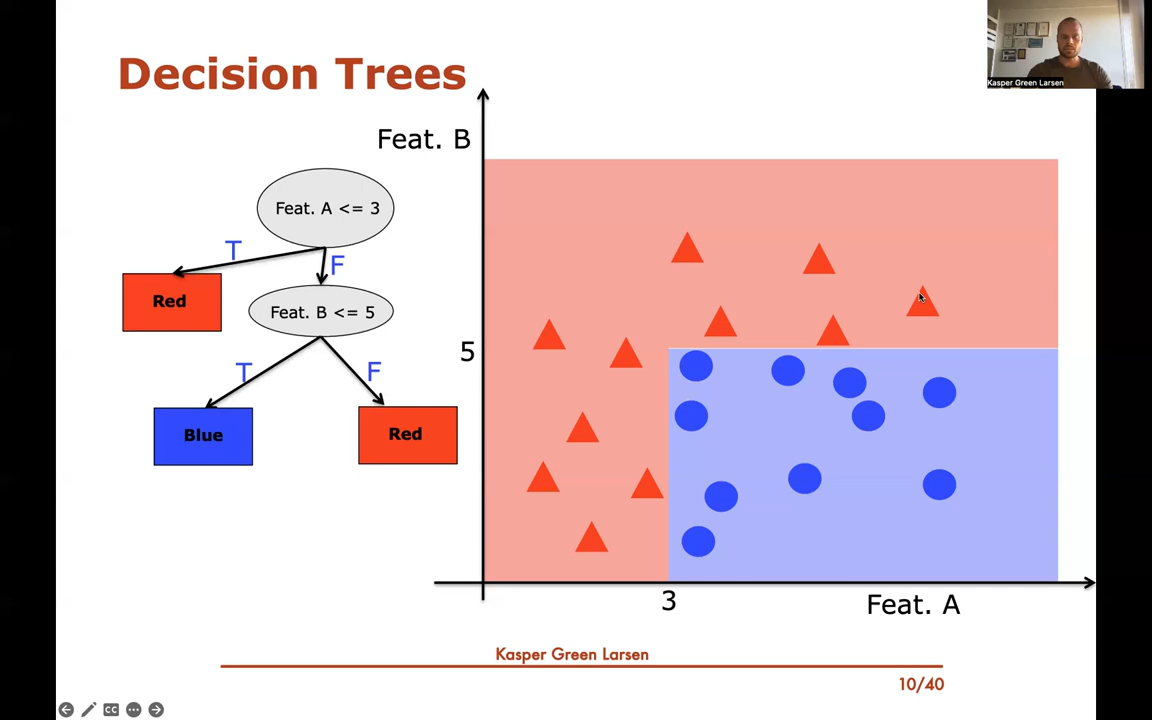 Decision Trees
Kasper Green Larsen
Feat. B
Feat. A <= 3
T
F
Red
Feat. B <= 5
5
T
F
Blue
Red
3
Feat. A
Kasper Green Larsen
10/40
CC